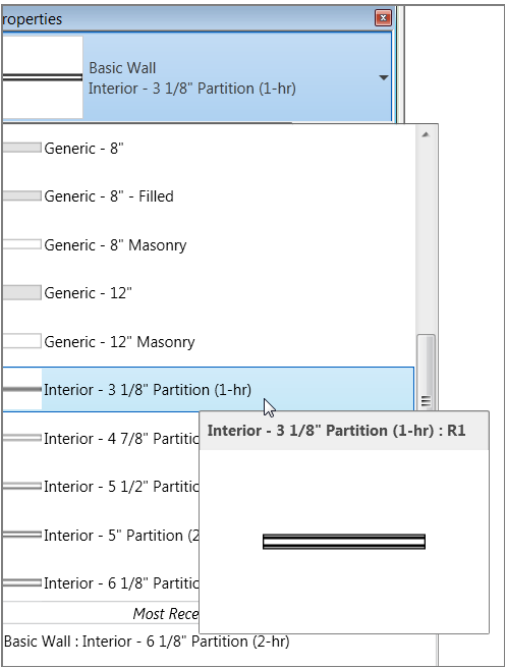 roperties
Basic Wall
Interior - 3 1/8" Partition (1-hr)
Generic - 8"
Generic - 8" - Filled
Generic - 8" Masonry
Generic - 12"
Generic - 12" Masonry
Interior - 3 1/8" Partition (1-hr)
Interior - 3 1/8" Partition (1-hr) : R1
Interior - 4 7/8" Partitic
Interior - 5 1/2" Partitic
Interior - 5" Partition (2
Interior - 6 1/8" Partitic
Most Rece
Basic Wall : Interior - 6 1/8" Partition (2-hr)